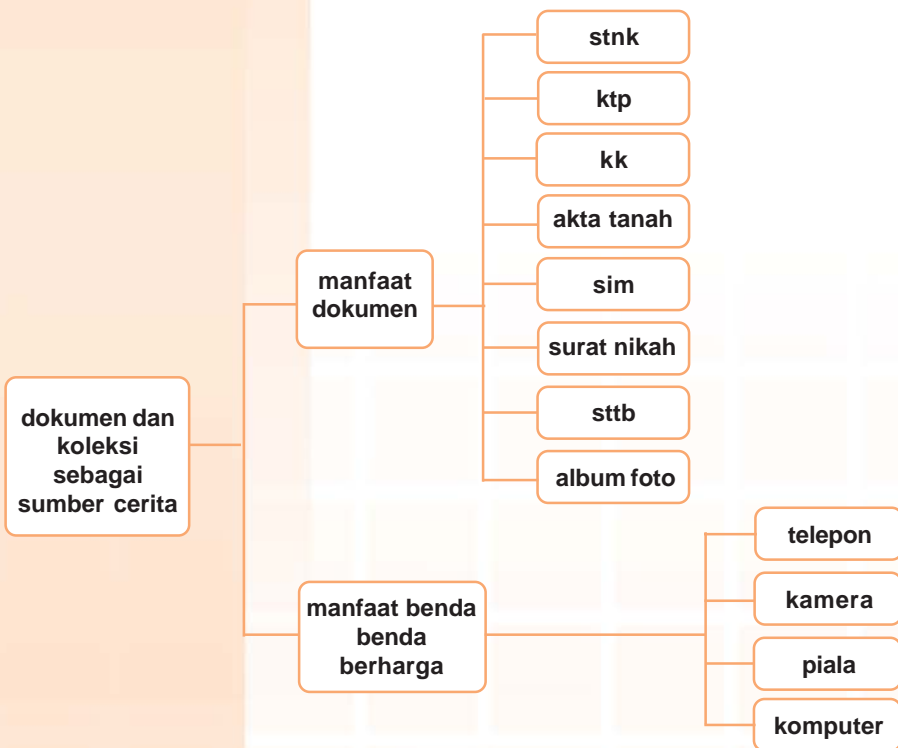 dokumen dan
koleksi
sebagai
sumber cerita
manfaat
dokumen
stnk
ktp
kk
akta tanah
sim
surat nikah
sttb
album foto
manfaat benda
benda
berharga
telepon
kamera
piala
komputer